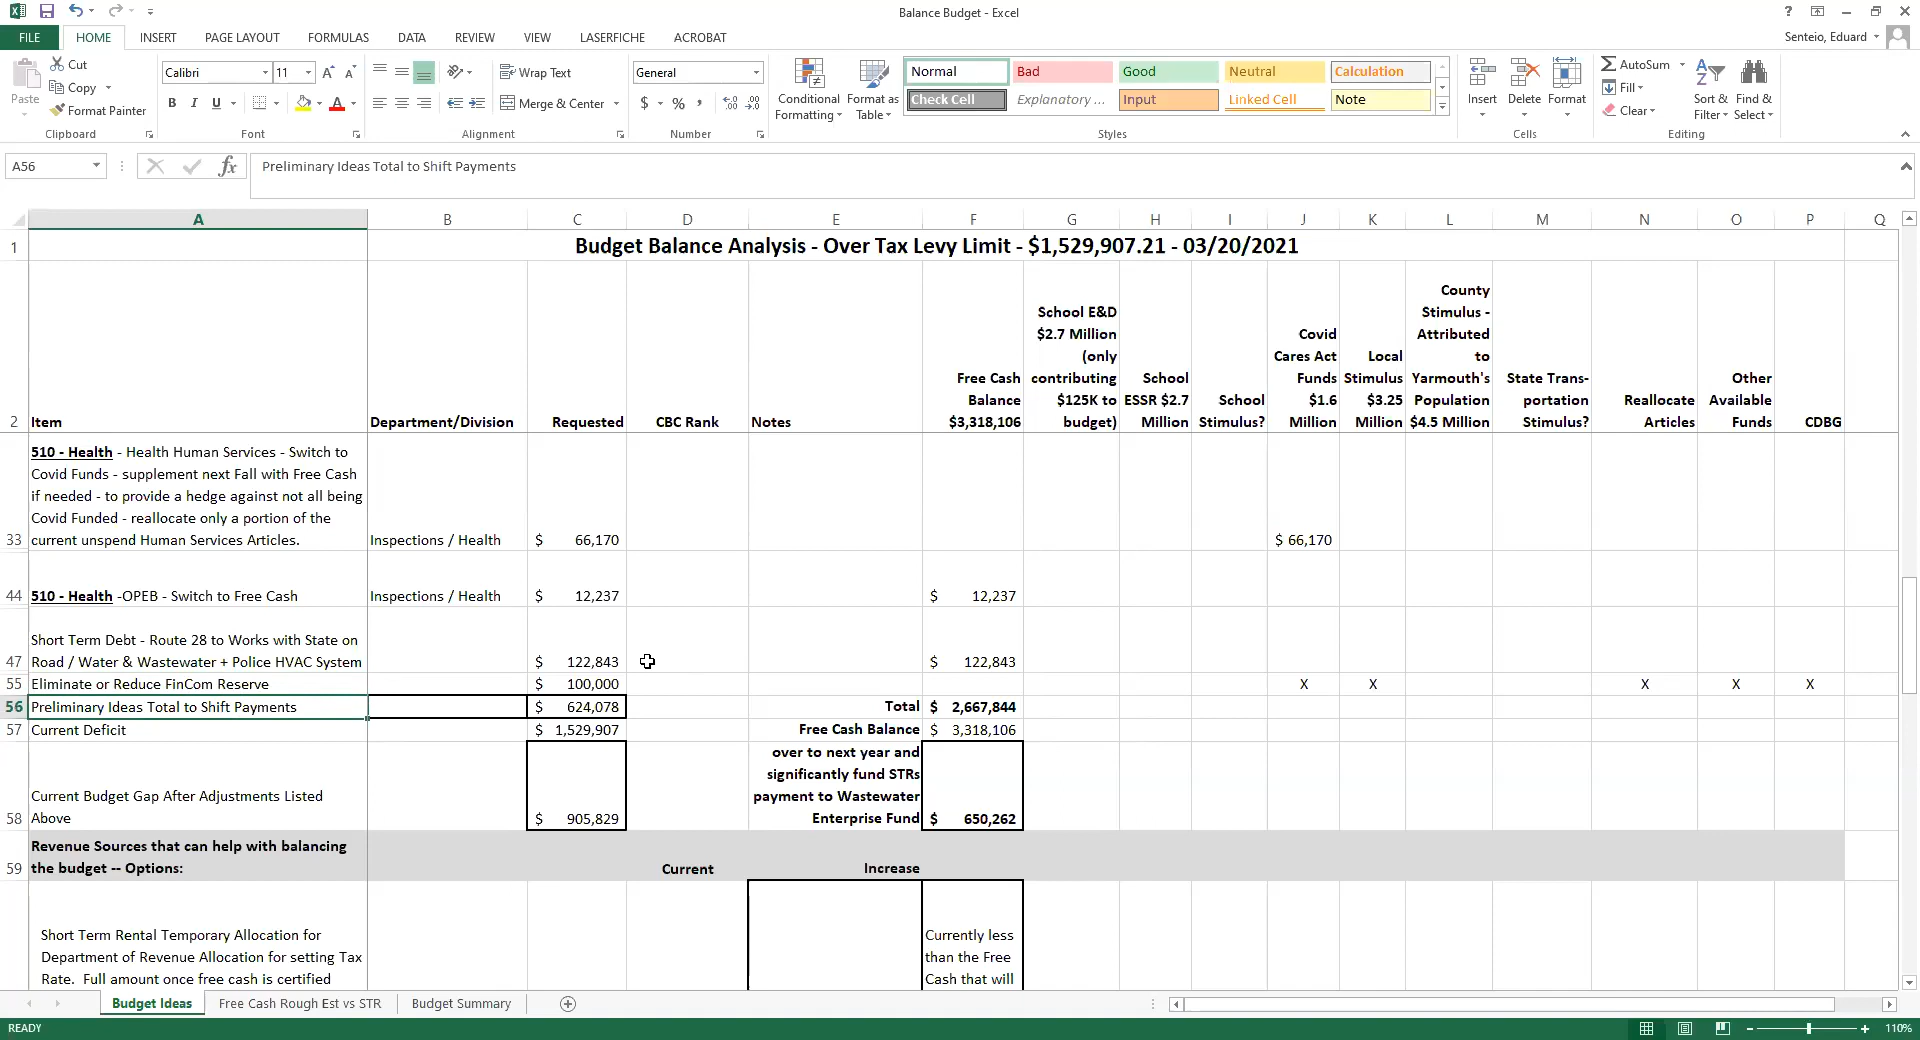 Balance Budget - Excel
?
FILE HOME INSERT PAGE LAYOUT FORMULAS DATA REVIEW VIEW LASERFICHE ACROBAT
Senteio, Eduard
Paste
Cut
Copy
Format Painter
Clipboard
Calibri 11
B I U
Font
Wrap Text
Merge & Center
Alignment
General
$ % ,
Number
Conditional Formatting
Format as Table
Normal Bad Good Neutral Calculation
Check Cell Explanatory ... Input Linked Cell Note
Styles
Insert Delete Format
Cells
AutoSum
Fill
Clear
Sort & Filter
Find & Select
Editing
A56 fx Preliminary Ideas Total to Shift Payments
A B C D E F G H I J K L M N O P Q
1 Budget Balance Analysis - Over Tax Levy Limit - $1,529,907.21 - 03/20/2021
2 Item
Department/Division
Requested
CBC Rank
Notes
Free Cash
Balance
$3,318,106
School E&D
$2.7 Million
(only
contributing
$125K to
budget)
School
ESSR $2.7
Million
School
Stimulus?
Covid
Cares Act
Funds
$1.6
Million
Local
Stimulus
$3.25
Million
County
Stimulus -
Attributed
to
Yarmouth's
Population
$4.5 Million
State Trans-
portation
Stimulus?
Reallocate
Articles
Other
Available
Funds
CDBG
510 - Health - Health Human Services - Switch to
Covid Funds - supplement next Fall with Free Cash
if needed - to provide a hedge against not all being
Covid Funded - reallocate only a portion of the
33 current unspend Human Services Articles. Inspections / Health $ 66,170 $ 66,170
44 510 - Health -OPEB - Switch to Free Cash Inspections / Health $ 12,237 $ 12,237
Short Term Debt - Route 28 to Works with State on
47 Road / Water & Wastewater + Police HVAC System $ 122,843 $ 122,843
55 Eliminate or Reduce FinCom Reserve $ 100,000 X X X X X
56 Preliminary Ideas Total to Shift Payments $ 624,078 Total $ 2,667,844
57 Current Deficit $ 1,529,907 Free Cash Balance $ 3,318,106
over to next year and
significantly fund STRs
Current Budget Gap After Adjustments Listed payment to Wastewater
58 Above $ 905,829 Enterprise Fund $ 650,262
Revenue Sources that can help with balancing
59 the budget -- Options: Current Increase
Short Term Rental Temporary Allocation for
Department of Revenue Allocation for setting Tax
Rate. Full amount once free cash is certified
Currently less
than the Free
Cash that will
Budget Ideas Free Cash Rough Est vs STR Budget Summary
READY
110%